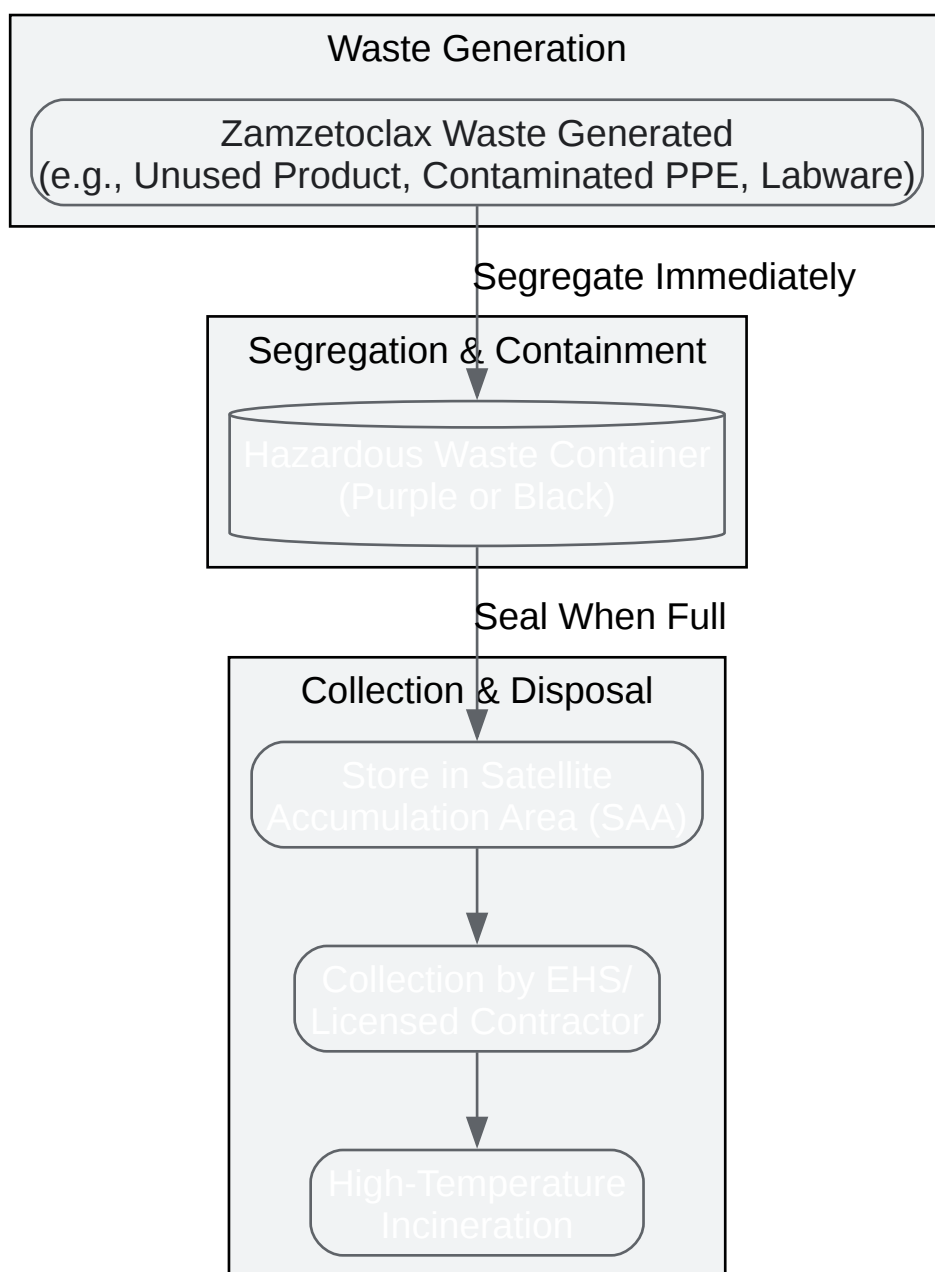 Waste Generation
Zamzetoclax Waste Generated
(e.g., Unused Product, Contaminated PPE, Labware)
Segregate Immediately
Segregation & Containment
Hazardous Waste Container
(Purple or Black)
Seal When Full
Collection & Disposal
Store in Satellite
Accumulation Area (SAA)
Collection by EHS/
Licensed Contractor
High-Temperature
Incineration